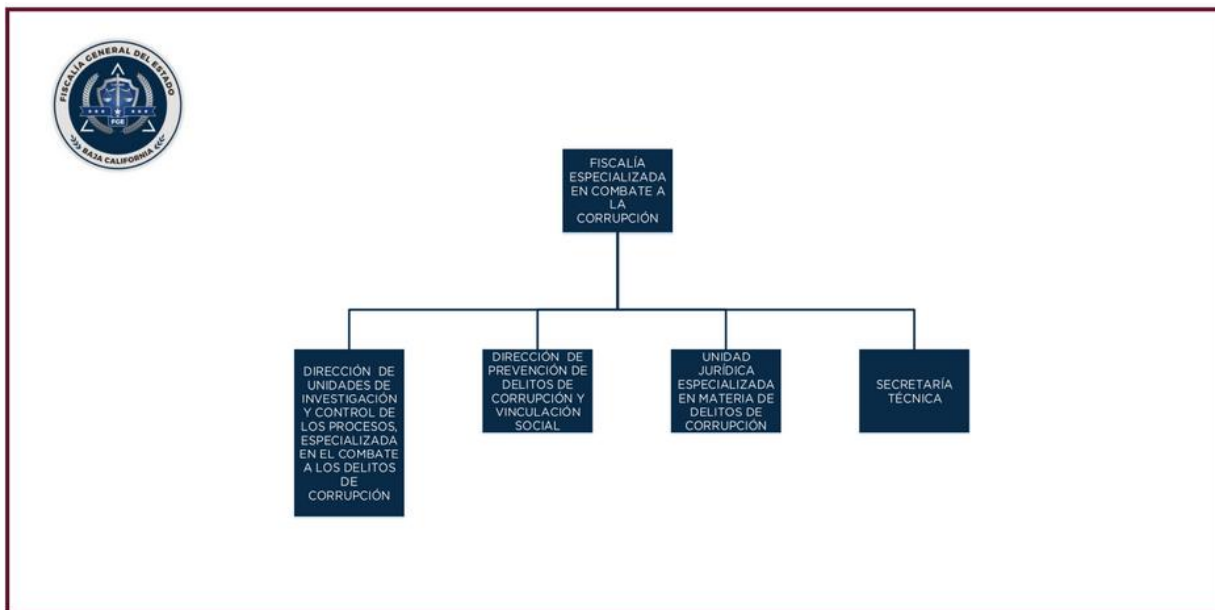 FISCALÍA GENERAL DEL ESTADO
FGE
BAJA CALIFORNIA
FISCALÍA
ESPECIALIZADA
EN COMBATE A
LA
CORRUPCIÓN
DIRECCIÓN DE
UNIDADES DE
INVESTIGACIÓN
Y CONTROL DE
LOS PROCESOS,
ESPECIALIZADA
EN EL COMBATE
A LOS DELITOS
DE
CORRUPCIÓN
DIRECCIÓN DE
PREVENCIÓN DE
DELITOS DE
CORRUPCIÓN Y
VINCULACIÓN
SOCIAL
UNIDAD
JURÍDICA
ESPECIALIZADA
EN MATERIA DE
DELITOS DE
CORRUPCIÓN
SECRETARÍA
TÉCNICA